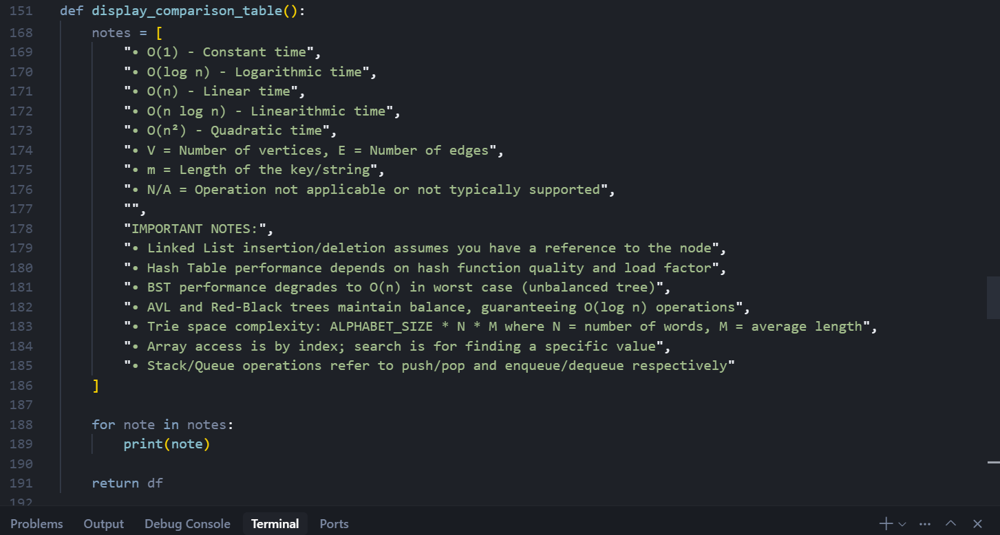 151 def display_comparison_table():
168 notes = [
169 "• O(1) - Constant time",
170 "• O(log n) - Logarithmic time",
171 "• O(n) - Linear time",
172 "• O(n log n) - Linearithmic time",
173 "• O(n²) - Quadratic time",
174 "• V = Number of vertices, E = Number of edges",
175 "• m = Length of the key/string",
176 "• N/A = Operation not applicable or not typically supported",
177 "",
178 "IMPORTANT NOTES:",
179 "• Linked List insertion/deletion assumes you have a reference to the node",
180 "• Hash Table performance depends on hash function quality and load factor",
181 "• BST performance degrades to O(n) in worst case (unbalanced tree)",
182 "• AVL and Red-Black trees maintain balance, guaranteeing O(log n) operations",
183 "• Trie space complexity: ALPHABET_SIZE * N * M where N = number of words, M = average length",
184 "• Array access is by index; search is for finding a specific value",
185 "• Stack/Queue operations refer to push/pop and enqueue/dequeue respectively"
186 ]
187
188 for note in notes:
189 print(note)
190
191 return df
192
Problems Output Debug Console Terminal Ports